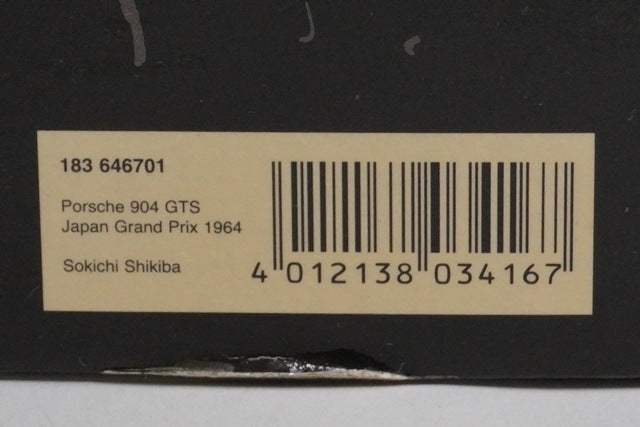 183 646701
Porsche 904 GTS
Japan Grand Prix 1964
Sokichi Shikiba
4 012138 034167